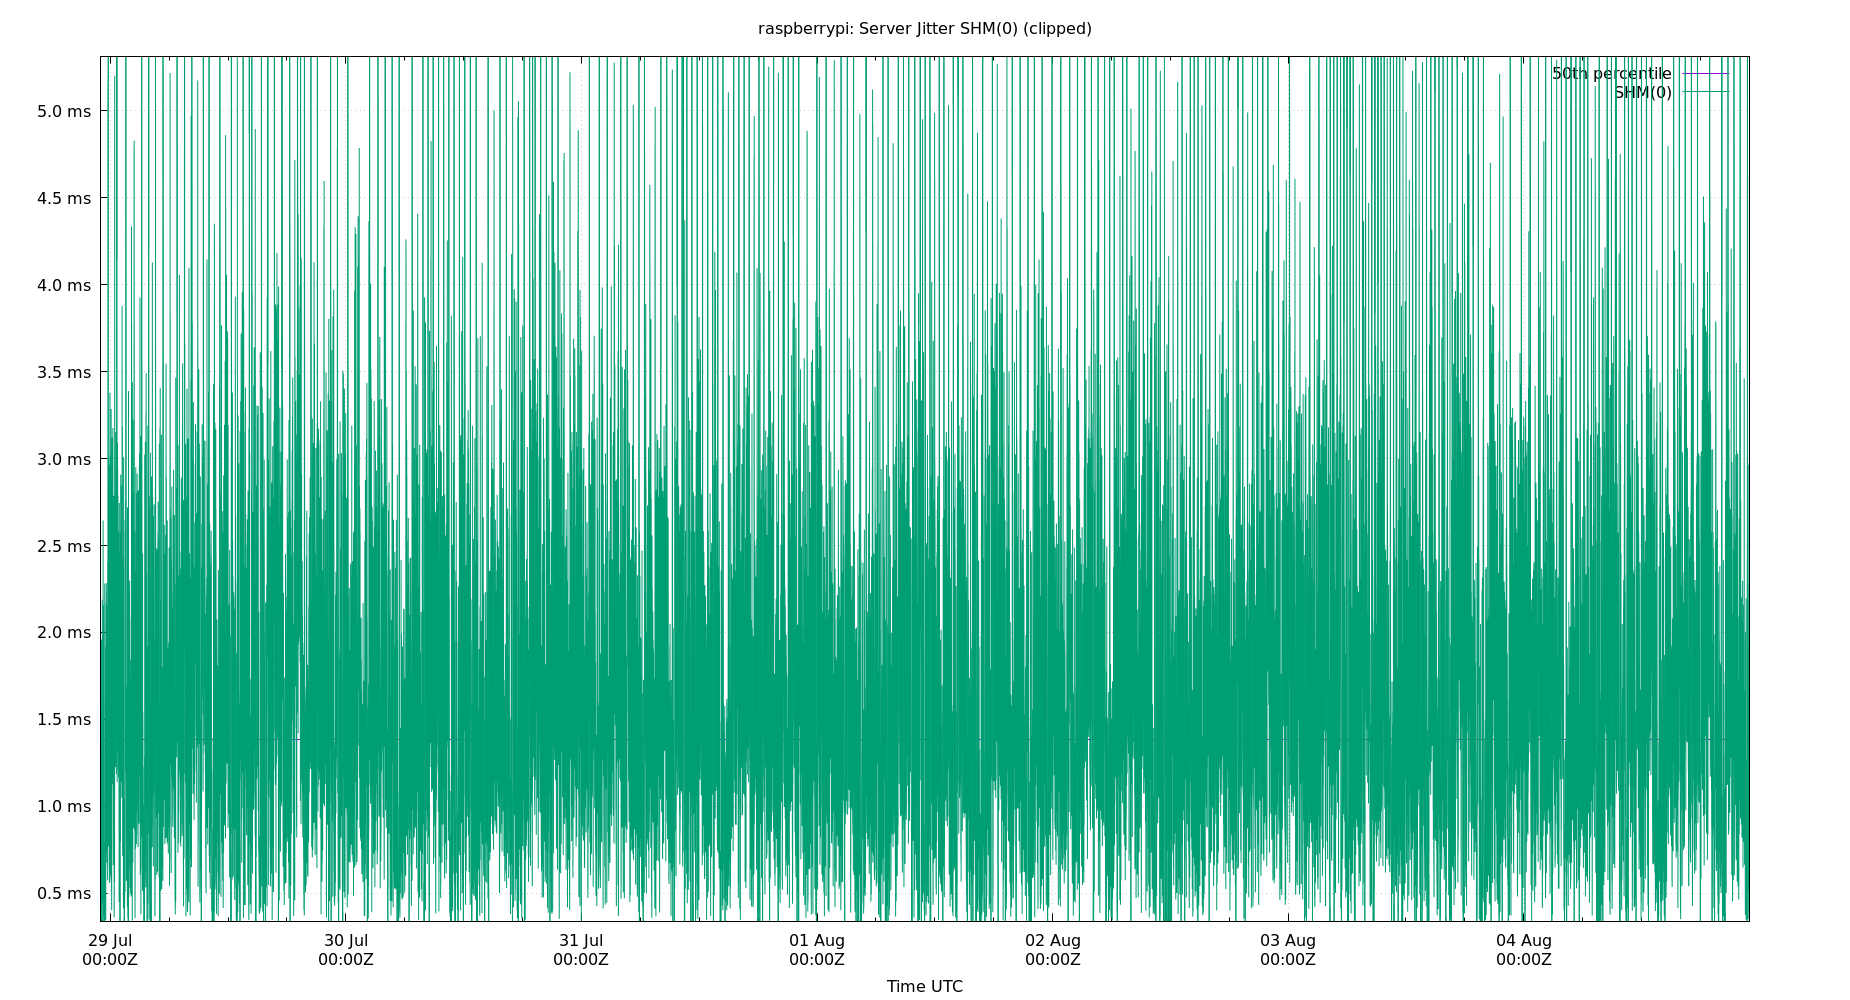 raspberrypi: Server Jitter SHM(0) (clipped)
50th percentile
SHM(0)
5.0 ms
4.5 ms
4.0 ms
3.5 ms
3.0 ms
2.5 ms
2.0 ms
1.5 ms
1.0 ms
0.5 ms
29 Jul 30 Jul 31 Jul 01 Aug 02 Aug 03 Aug 04 Aug
00:00Z 00:00Z 00:00Z 00:00Z 00:00Z 00:00Z 00:00Z
Time UTC